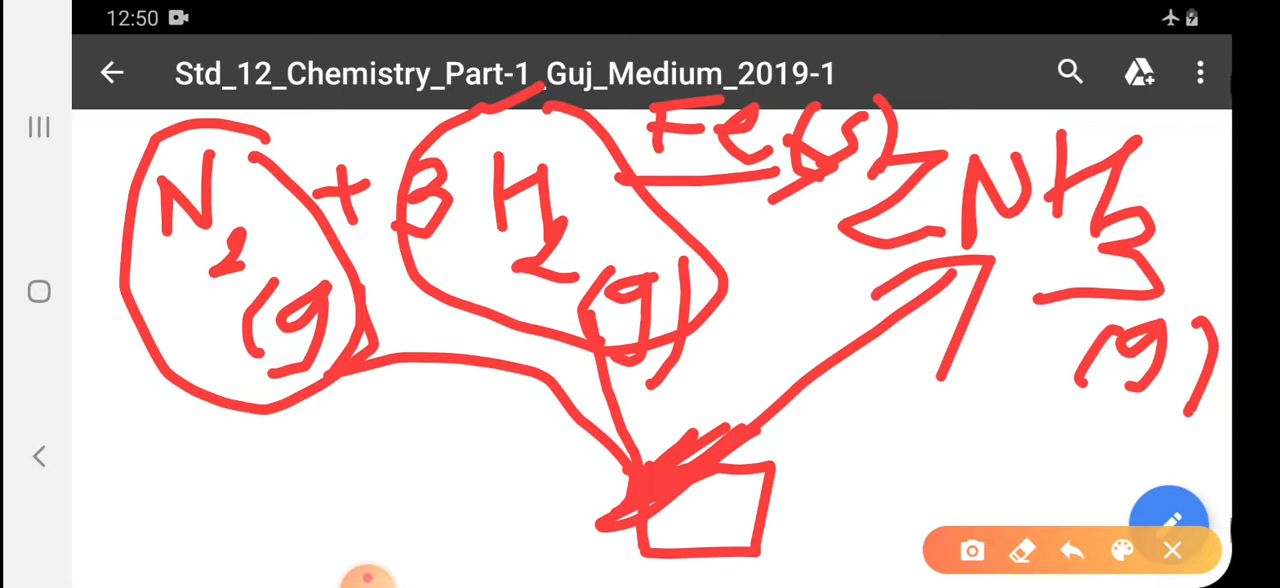 12:50
Std_12_Chemistry_Part-1_Guj_Medium_2019-1
N2(g) + 3H2(g) Fe(s) 2NH3(g)